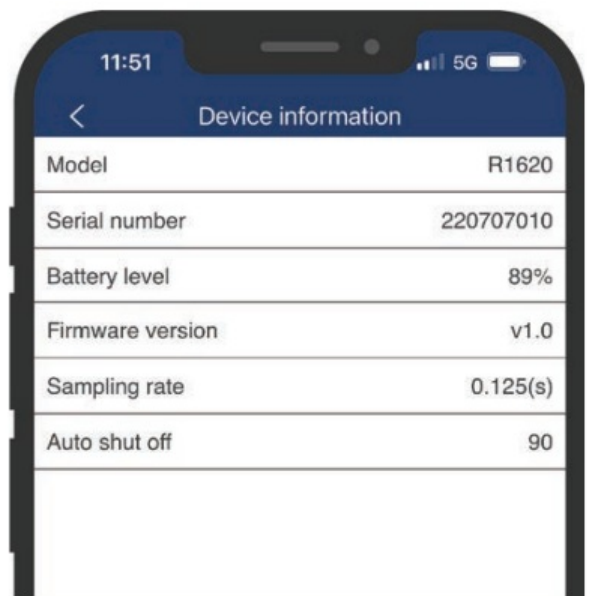 11:51 5G
Device information
Model R1620
Serial number 220707010
Battery level 89%
Firmware version v1.0
Sampling rate 0.125(s)
Auto shut off 90